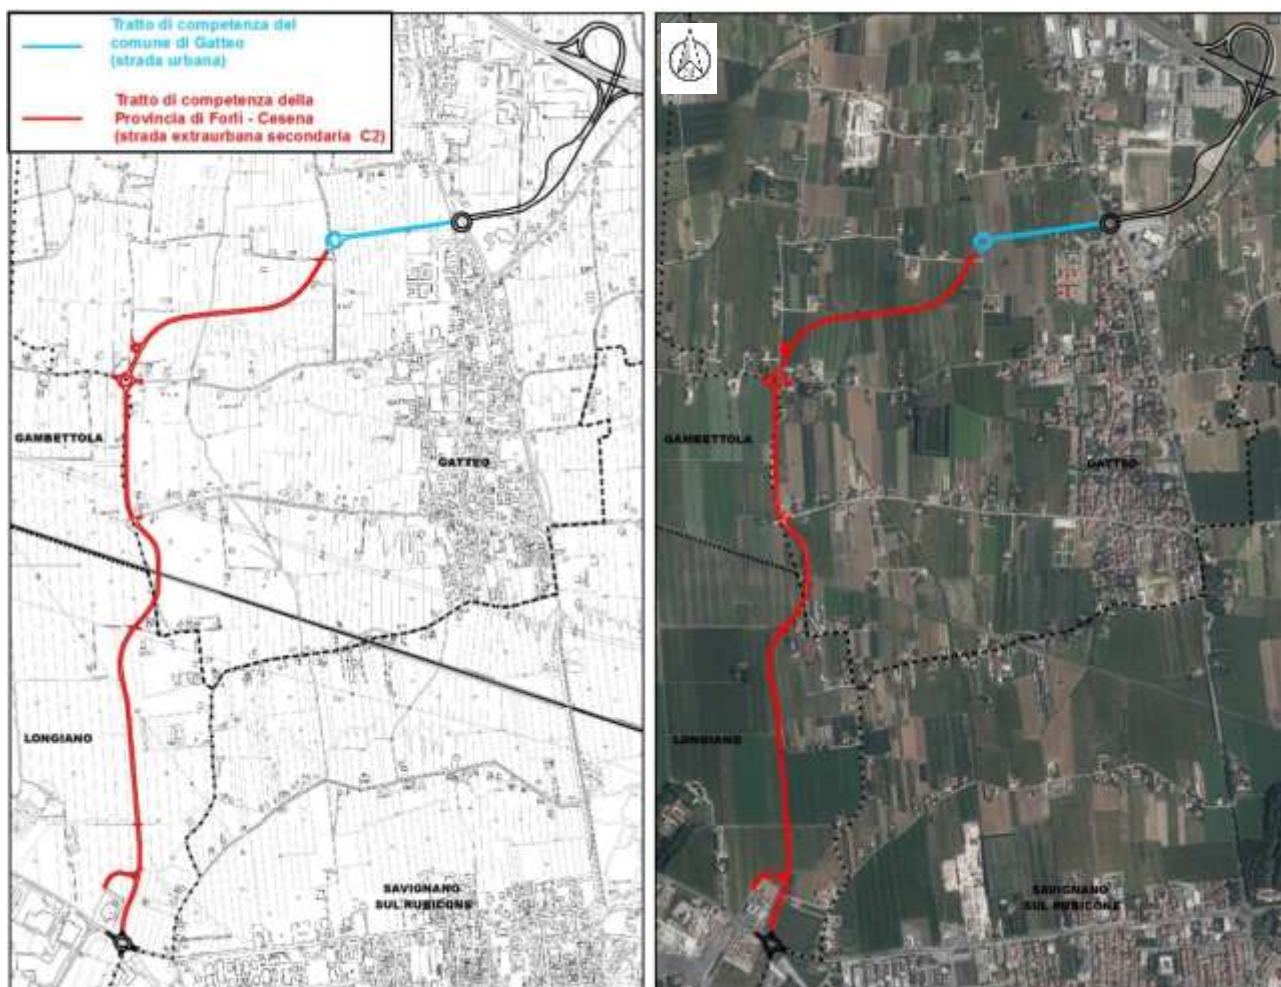 Tratto di competenza del
comune di Gatteo
(strada urbana)
Tratto di competenza della
Provincia di Forlì - Cesena
(strada extraurbana secondaria C2)
GAMBETTOLA
GATTEO
LONGIANO
SAVIGNANO
SUL RUBICONE
GAMBETTOLA
GATTEO
LONGIANO
SAVIGNANO
SUL RUBICONE